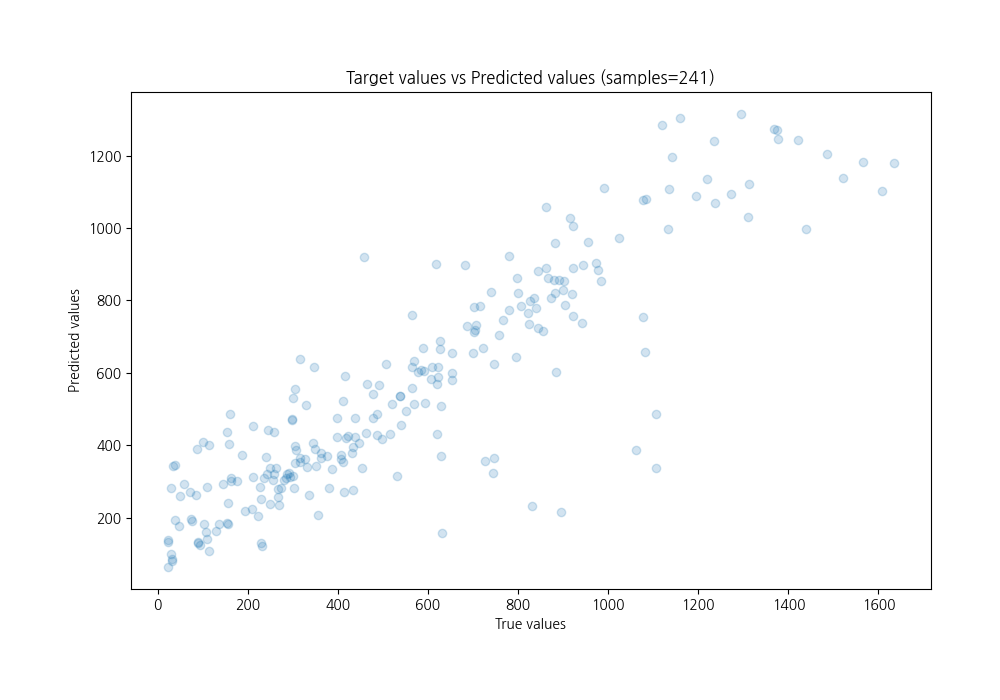 Target values vs Predicted values (samples=241)
Predicted values
1200
1000
800
600
400
200
0 200 400 600 800 1000 1200 1400 1600
True values